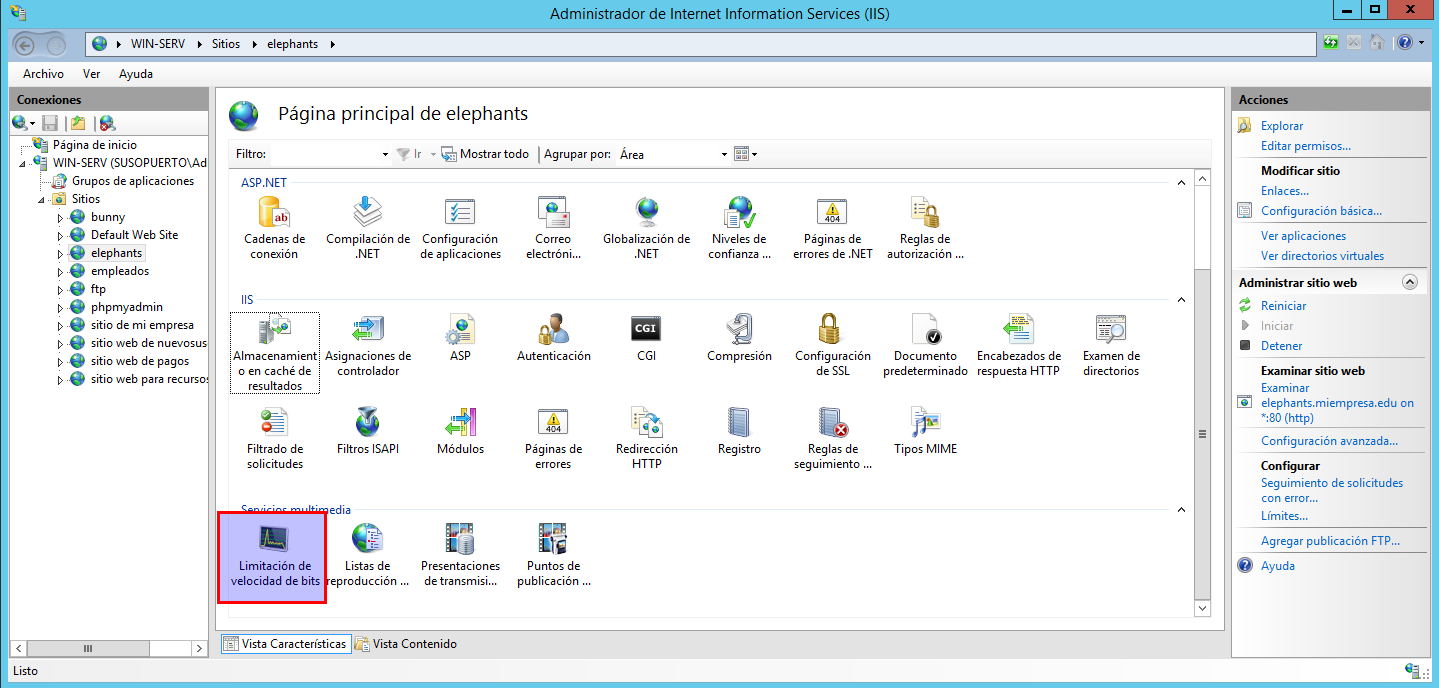 Administrador de Internet Information Services (IIS)
WIN-SERV
Sitios
elephants
Archivo
Ver
Ayuda
Conexiones
Página de inicio
WIN-SERV (SUSOPUERTO\Ad
Grupos de aplicaciones
Sitios
bunny
Default Web Site
elephants
empleados
ftp
phpmyadmin
sitio de mi empresa
sitio web de nuevosus
sitio web de pagos
sitio web para recursos
Página principal de elephants
Filtro:
Ir
Mostrar todo
Agrupar por:
Área
ASP.NET
Cadenas de
conexión
Compilación de
.NET
Configuración
de aplicaciones
Correo
electróni...
Globalización de
.NET
Niveles de
confianza ...
404
Páginas de
errores de .NET
Reglas de
autorización ...
IIS
Almacenamient
o en caché de
resultados
Asignaciones de
controlador
ASP
Autenticación
CGI
CGI
Compresión
Configuración
de SSL
Documento
predeterminado
Encabezados de
respuesta HTTP
Examen de
directorios
Filtrado de
solicitudes
Filtros ISAPI
Módulos
404
Páginas de
errores
Redirección
HTTP
Registro
Reglas de
seguimiento ...
Tipos MIME
Servicios multimedia
Limitación de
velocidad de bits
Listas de
reproducción ...
Presentaciones
de transmisi...
Puntos de
publicación ...
Vista Características
Vista Contenido
Acciones
Explorar
Editar permisos...
Modificar sitio
Enlaces...
Configuración básica...
Ver aplicaciones
Ver directorios virtuales
Administrar sitio web
Reiniciar
Iniciar
Detener
Examinar sitio web
Examinar
elephants.miempresa.edu on
*:80 (http)
Configuración avanzada...
Configurar
Seguimiento de solicitudes
con error...
Límites...
Agregar publicación FTP...
Ayuda
Listo